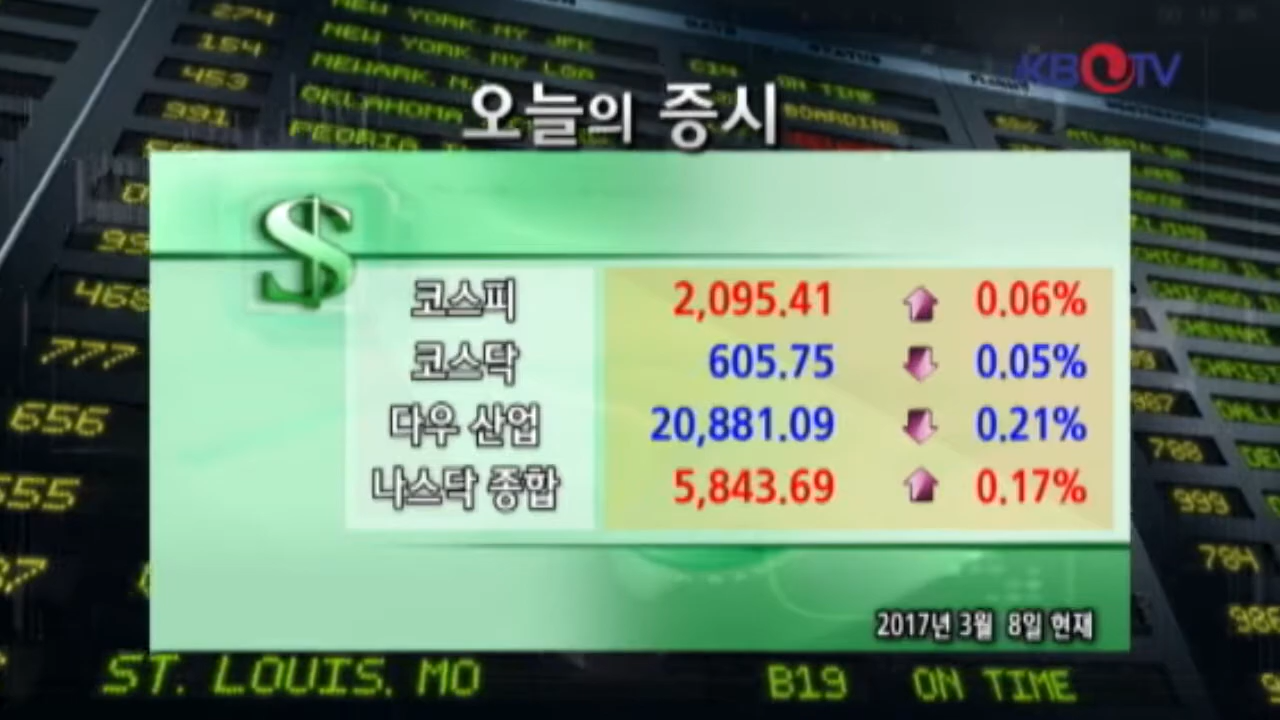 274
NEW YORK, NY JFK
154
NEW YORK, NY LGA
STATUS
453
NEWARK, N
ON TIME
KBC TV
991
OKLAHOMA
오늘의 증시
BOARDING
PEORIA, I
코스피 2,095.41 0.06%
468
코스닥 605.75 0.05%
777
다우 산업 20,881.09 0.21%
656
나스닥 종합 5,843.69 0.17%
555
999
784
2017년 3월 8일 현재
ST. LOUIS, MO B19 ON TIME